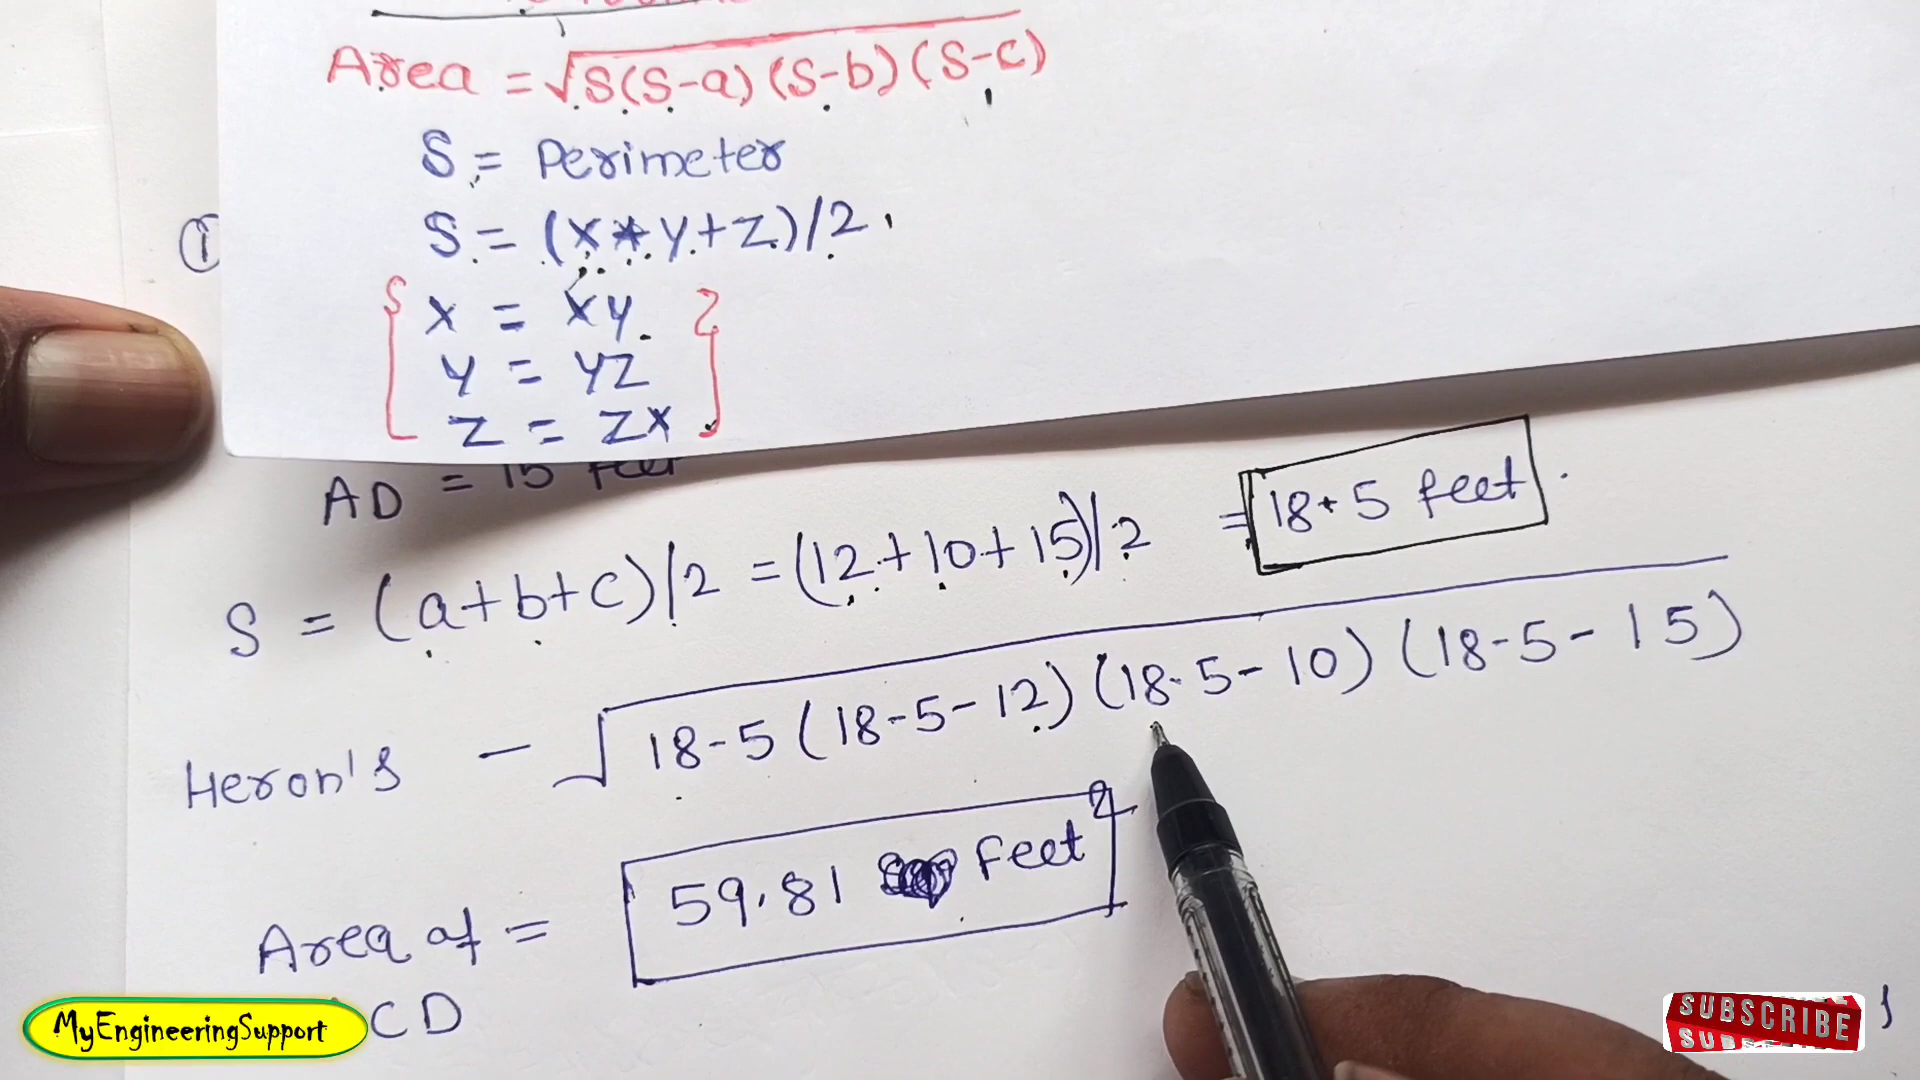 Area = √S(S-a) (S-b) (S-c)
S = Perimeter
S = (x * y + z)/2
①
x = xy
y = yz
z = zx
AD = 15 feet
S = (a+b+c)/2 = (12+10+15)/2 = 18.5 feet
Heron's - √18.5 (18.5-12) (18.5-10) (18.5-15)
59.81 Feet²
Area of =
CD
MyEngineeringSupport
SUBSCRIBE